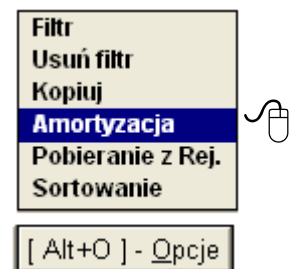 Filtr
Usuń filtr
Kopiuj
Amortyzacja
Pobieranie z Rej.
Sortowanie
[ Alt+O ] - Opcje